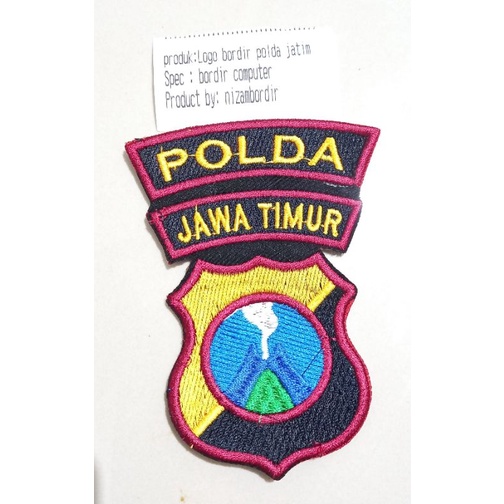 produk:Logo bordir polda jatim
Spec : bordir computer
Product by: nizambordir
POLDA
JAWA TIMUR